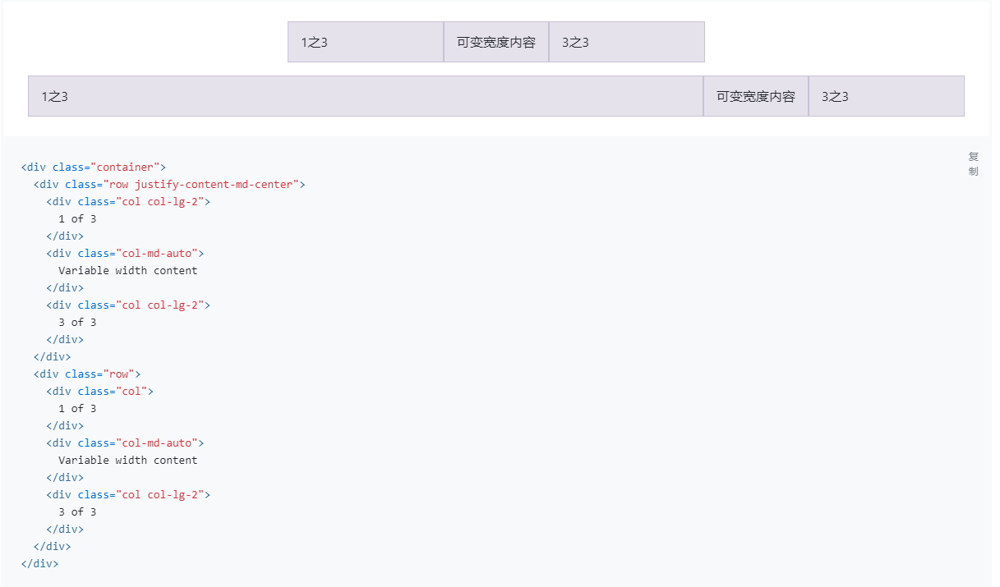 1之3 可变宽度内容 3之3
1之3 可变宽度内容 3之3
复
制
<div class="container">
  <div class="row justify-content-md-center">
    <div class="col col-lg-2">
      1 of 3
    </div>
    <div class="col-md-auto">
      Variable width content
    </div>
    <div class="col col-lg-2">
      3 of 3
    </div>
  </div>
  <div class="row">
    <div class="col">
      1 of 3
    </div>
    <div class="col-md-auto">
      Variable width content
    </div>
    <div class="col col-lg-2">
      3 of 3
    </div>
  </div>
</div>